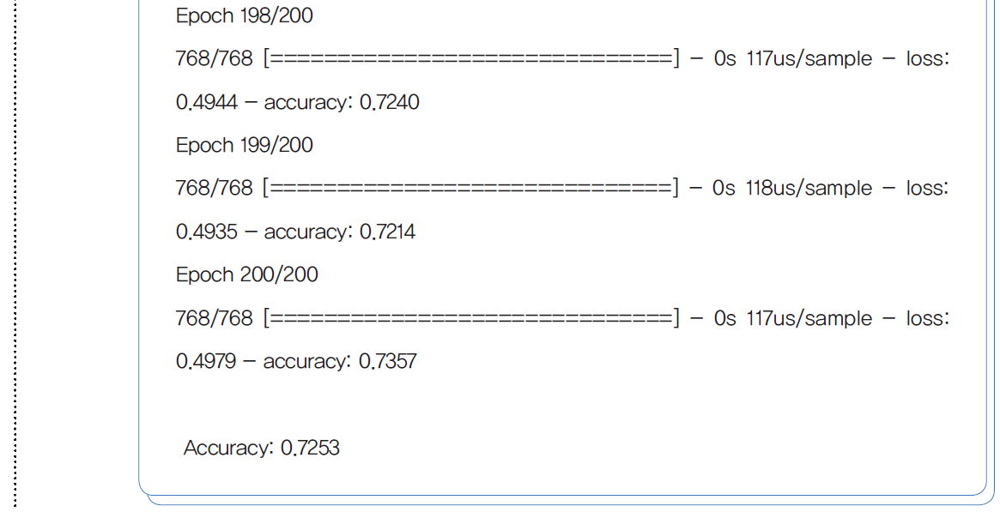 Epoch 198/200
768/768 [==============================] - 0s 117us/sample - loss:
0.4944 - accuracy: 0.7240
Epoch 199/200
768/768 [==============================] - 0s 118us/sample - loss:
0.4935 - accuracy: 0.7214
Epoch 200/200
768/768 [==============================] - 0s 117us/sample - loss:
0.4979 - accuracy: 0.7357
Accuracy: 0.7253